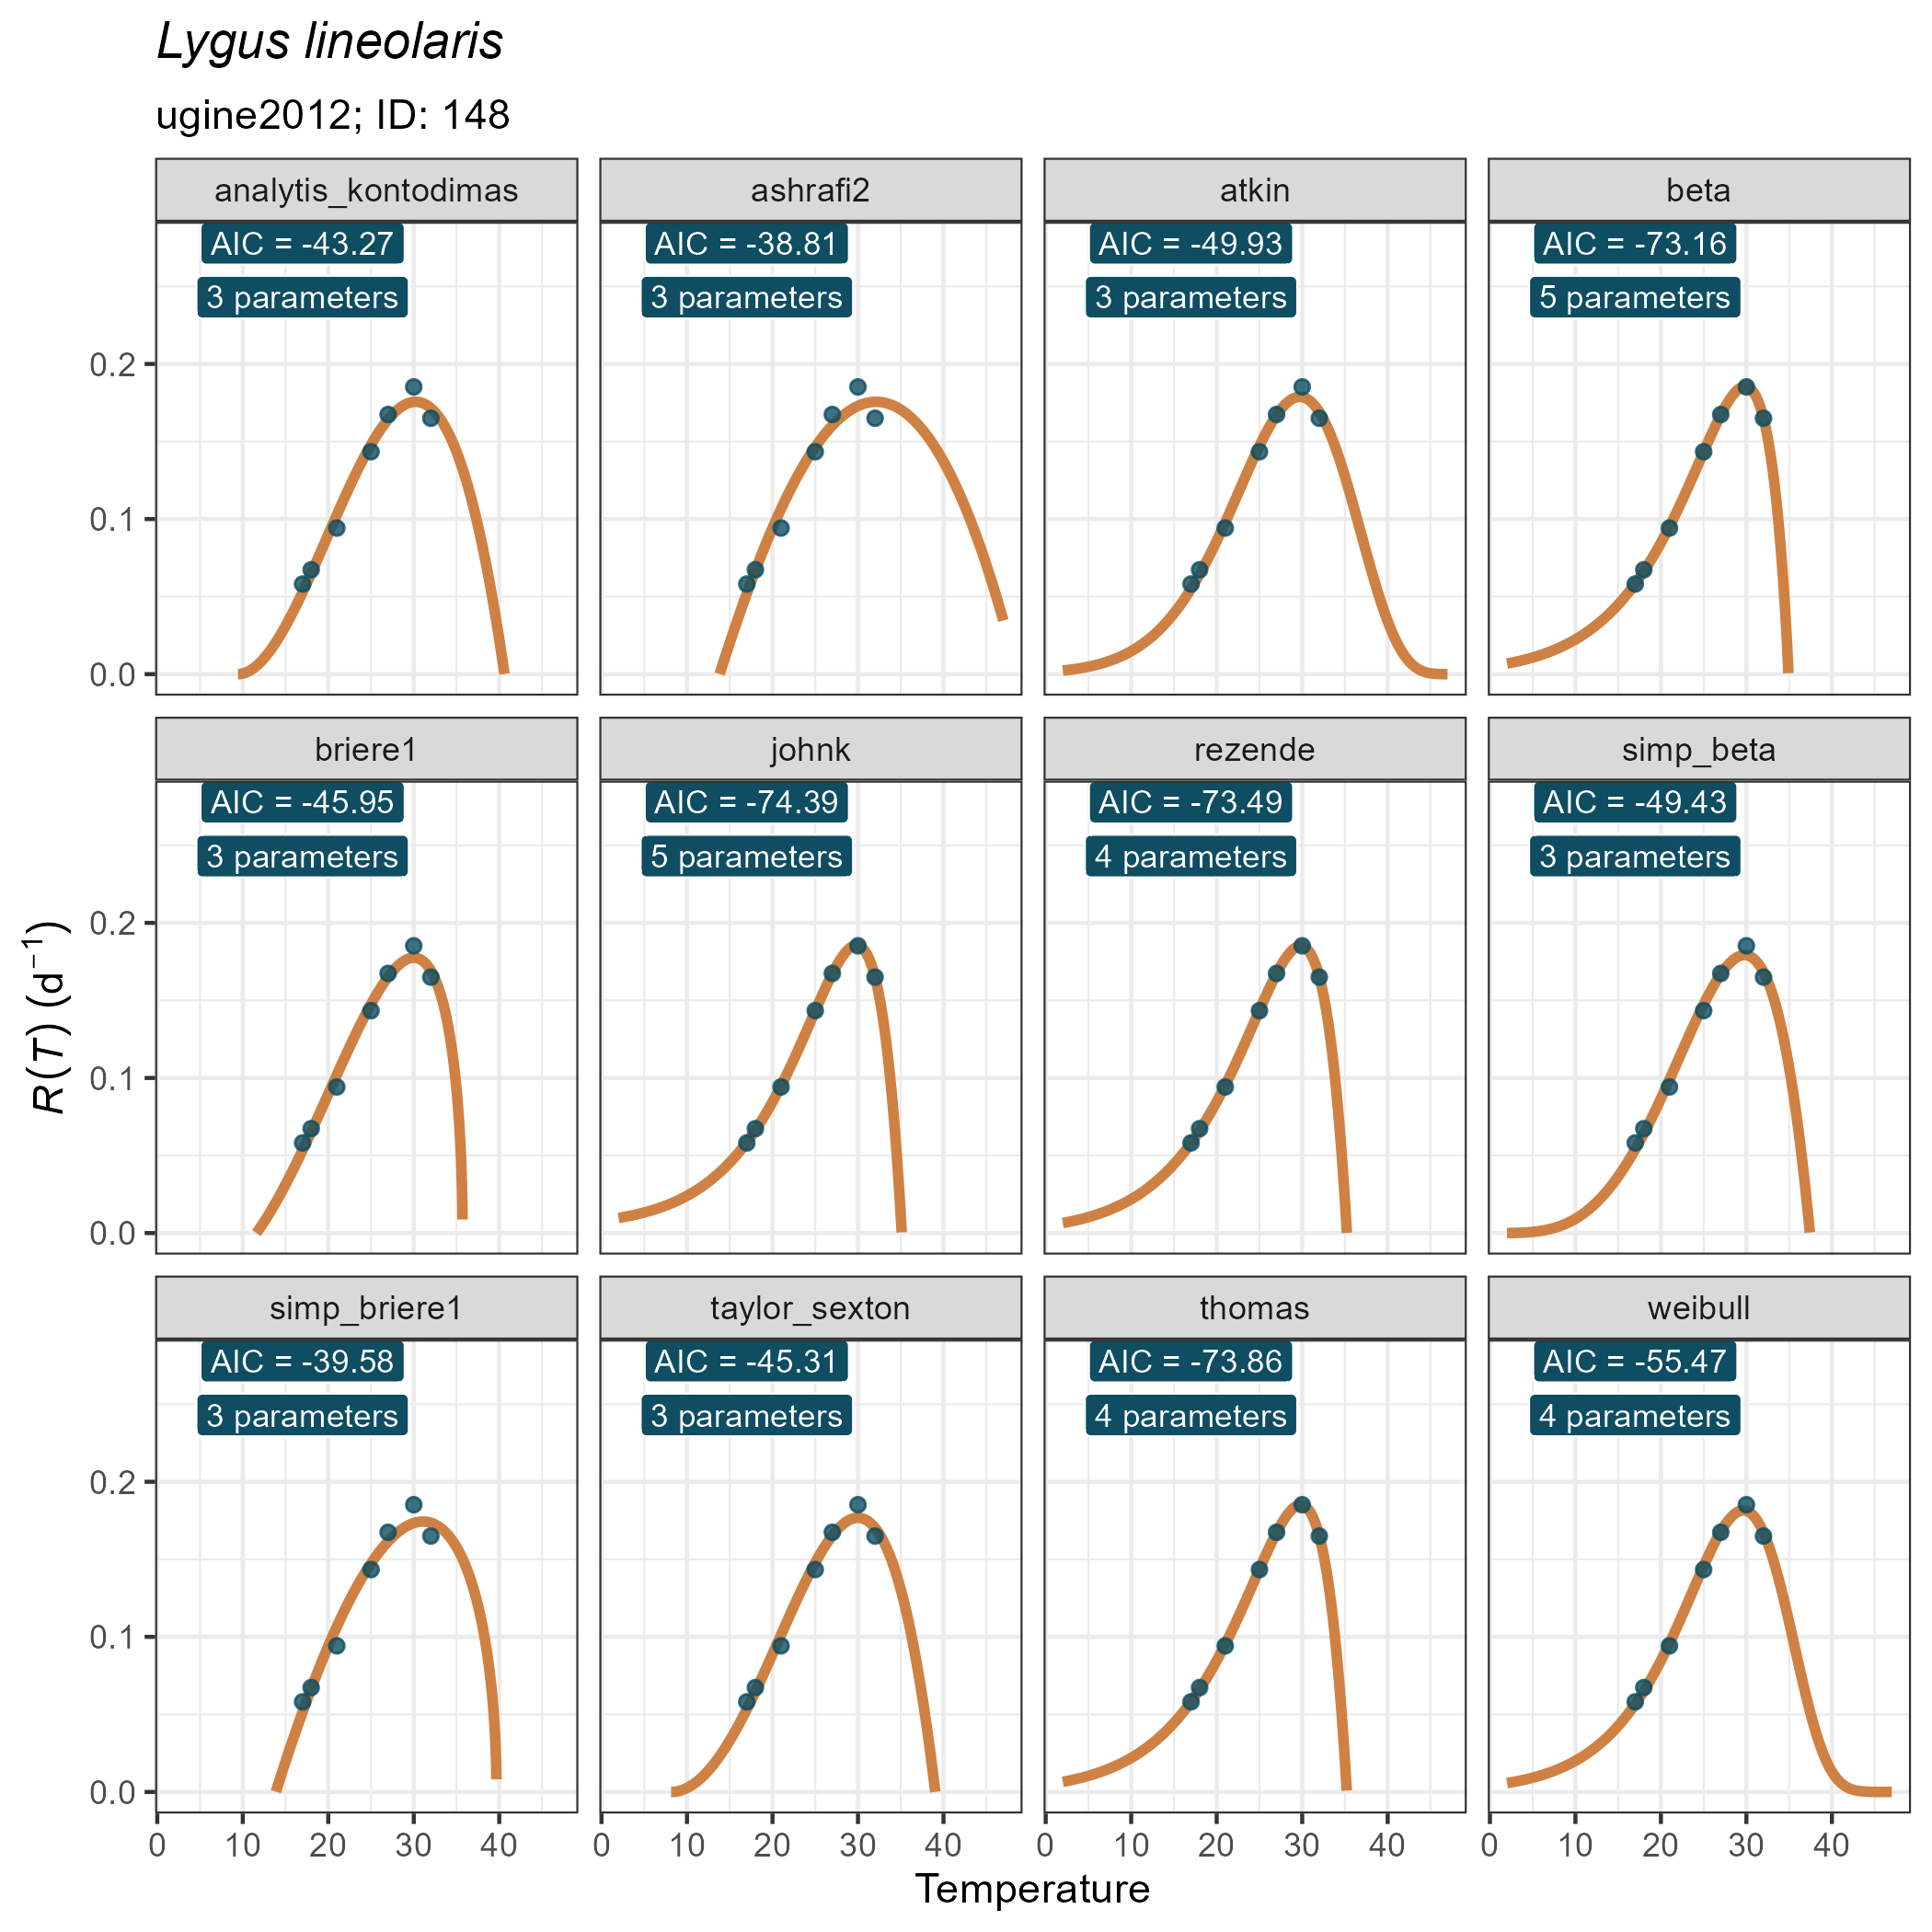 Lygus lineolaris
ugine2012; ID: 148
analytis_kontodimas
ashrafi2
atkin
beta
AIC = -43.27
3 parameters
AIC = -38.81
3 parameters
AIC = -49.93
3 parameters
AIC = -73.16
5 parameters
0.2
0.1
0.0
briere1
johnk
rezende
simp_beta
AIC = -45.95
3 parameters
AIC = -74.39
5 parameters
AIC = -73.49
4 parameters
AIC = -49.43
3 parameters
0.2
0.1
0.0
R(T) (d⁻¹)
simp_briere1
taylor_sexton
thomas
weibull
AIC = -39.58
3 parameters
AIC = -45.31
3 parameters
AIC = -73.86
4 parameters
AIC = -55.47
4 parameters
0.2
0.1
0.0
0 10 20 30 40
0 10 20 30 40
0 10 20 30 40
0 10 20 30 40
Temperature